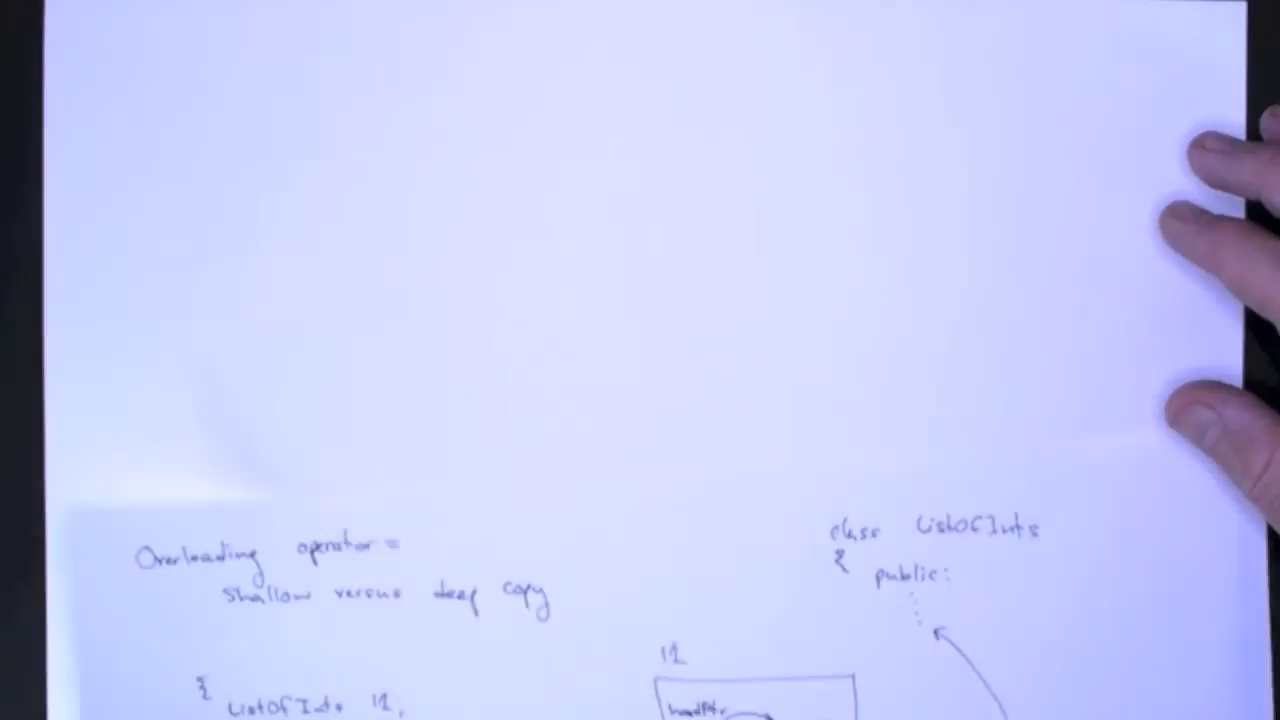 Overloading operator =
shallow versus deep copy
{
ListOfInts l1;
class ListOfInts
{
public:
l1
headPtr